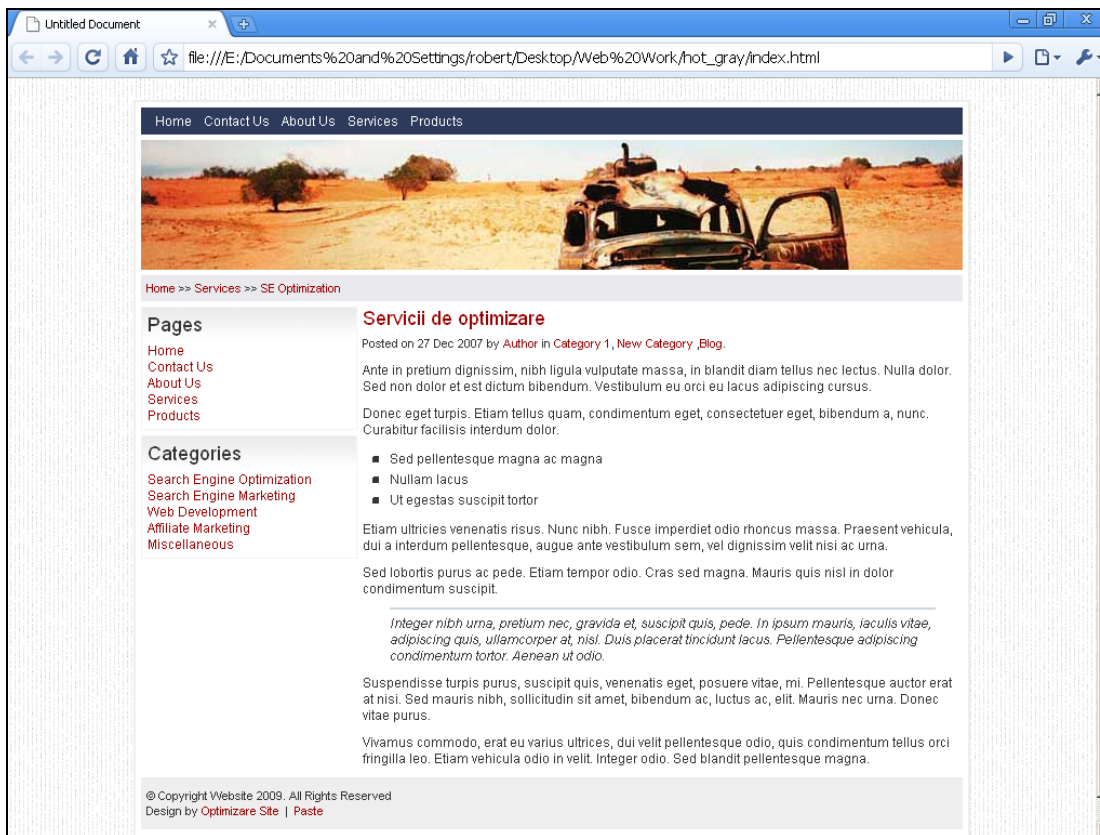 Untitled Document
file:///E:/Documents%20and%20Settings/robert/Desktop/Web%20Work/hot_gray/index.html
Home Contact Us About Us Services Products
Home >> Services >> SE Optimization
Pages
Home
Contact Us
About Us
Services
Products
Categories
Search Engine Optimization
Search Engine Marketing
Web Development
Affiliate Marketing
Miscellaneous
Servicii de optimizare
Posted on 27 Dec 2007 by Author in Category 1, New Category ,Blog.
Ante in pretium dignissim, nibh ligula vulputate massa, in blandit diam tellus nec lectus. Nulla dolor.
Sed non dolor et est dictum bibendum. Vestibulum eu orci eu lacus adipiscing cursus.
Donec eget turpis. Etiam tellus quam, condimentum eget, consectetuer eget, bibendum a, nunc.
Curabitur facilisis interdum dolor.
Sed pellentesque magna ac magna
Nullam lacus
Ut egestas suscipit tortor
Etiam ultricies venenatis risus. Nunc nibh. Fusce imperdiet odio rhoncus massa. Praesent vehicula,
dui a interdum pellentesque, augue ante vestibulum sem, vel dignissim velit nisi ac urna.
Sed lobortis purus ac pede. Etiam tempor odio. Cras sed magna. Mauris quis nisl in dolor
condimentum suscipit.
Integer nibh urna, pretium nec, gravida et, suscipit quis, pede. In ipsum mauris, iaculis vitae,
adipiscing quis, ullamcorper at, nisl. Duis placerat tincidunt lacus. Pellentesque adipiscing
condimentum tortor. Aenean ut odio.
Suspendisse turpis purus, suscipit quis, venenatis eget, posuere vitae, mi. Pellentesque auctor erat
at nisi. Sed mauris nibh, sollicitudin sit amet, bibendum ac, luctus ac, elit. Mauris nec urna. Donec
vitae purus.
Vivamus commodo, erat eu varius ultrices, dui velit pellentesque odio, quis condimentum tellus orci
fringilla leo. Etiam vehicula odio in velit. Integer odio. Sed blandit pellentesque magna.
© Copyright Website 2009. All Rights Reserved
Design by Optimizare Site | Paste